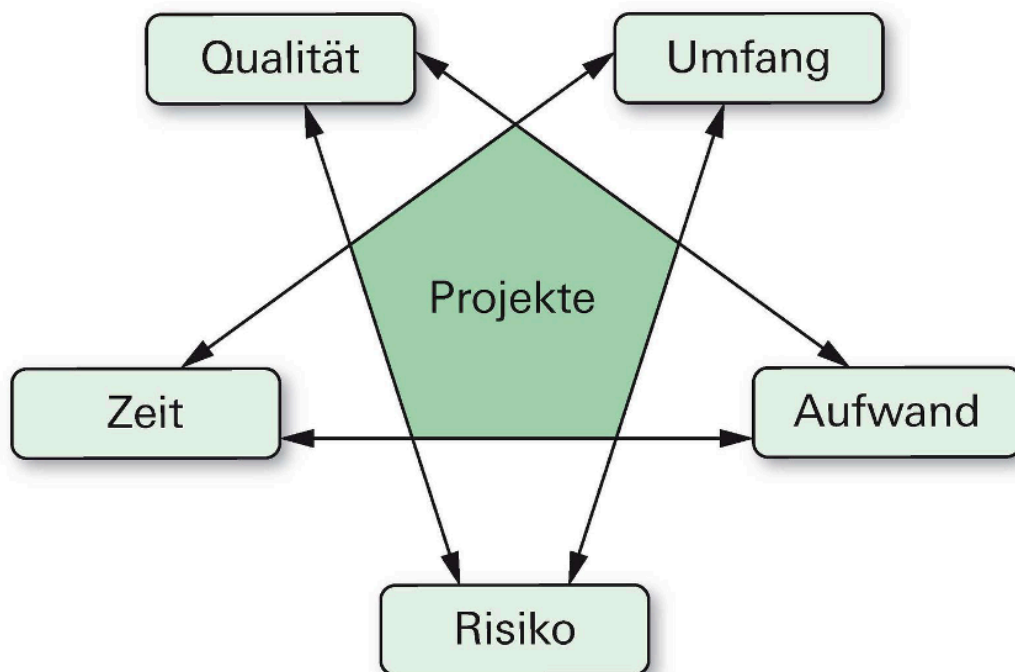 Qualität
Umfang
Projekte
Zeit
Aufwand
Risiko